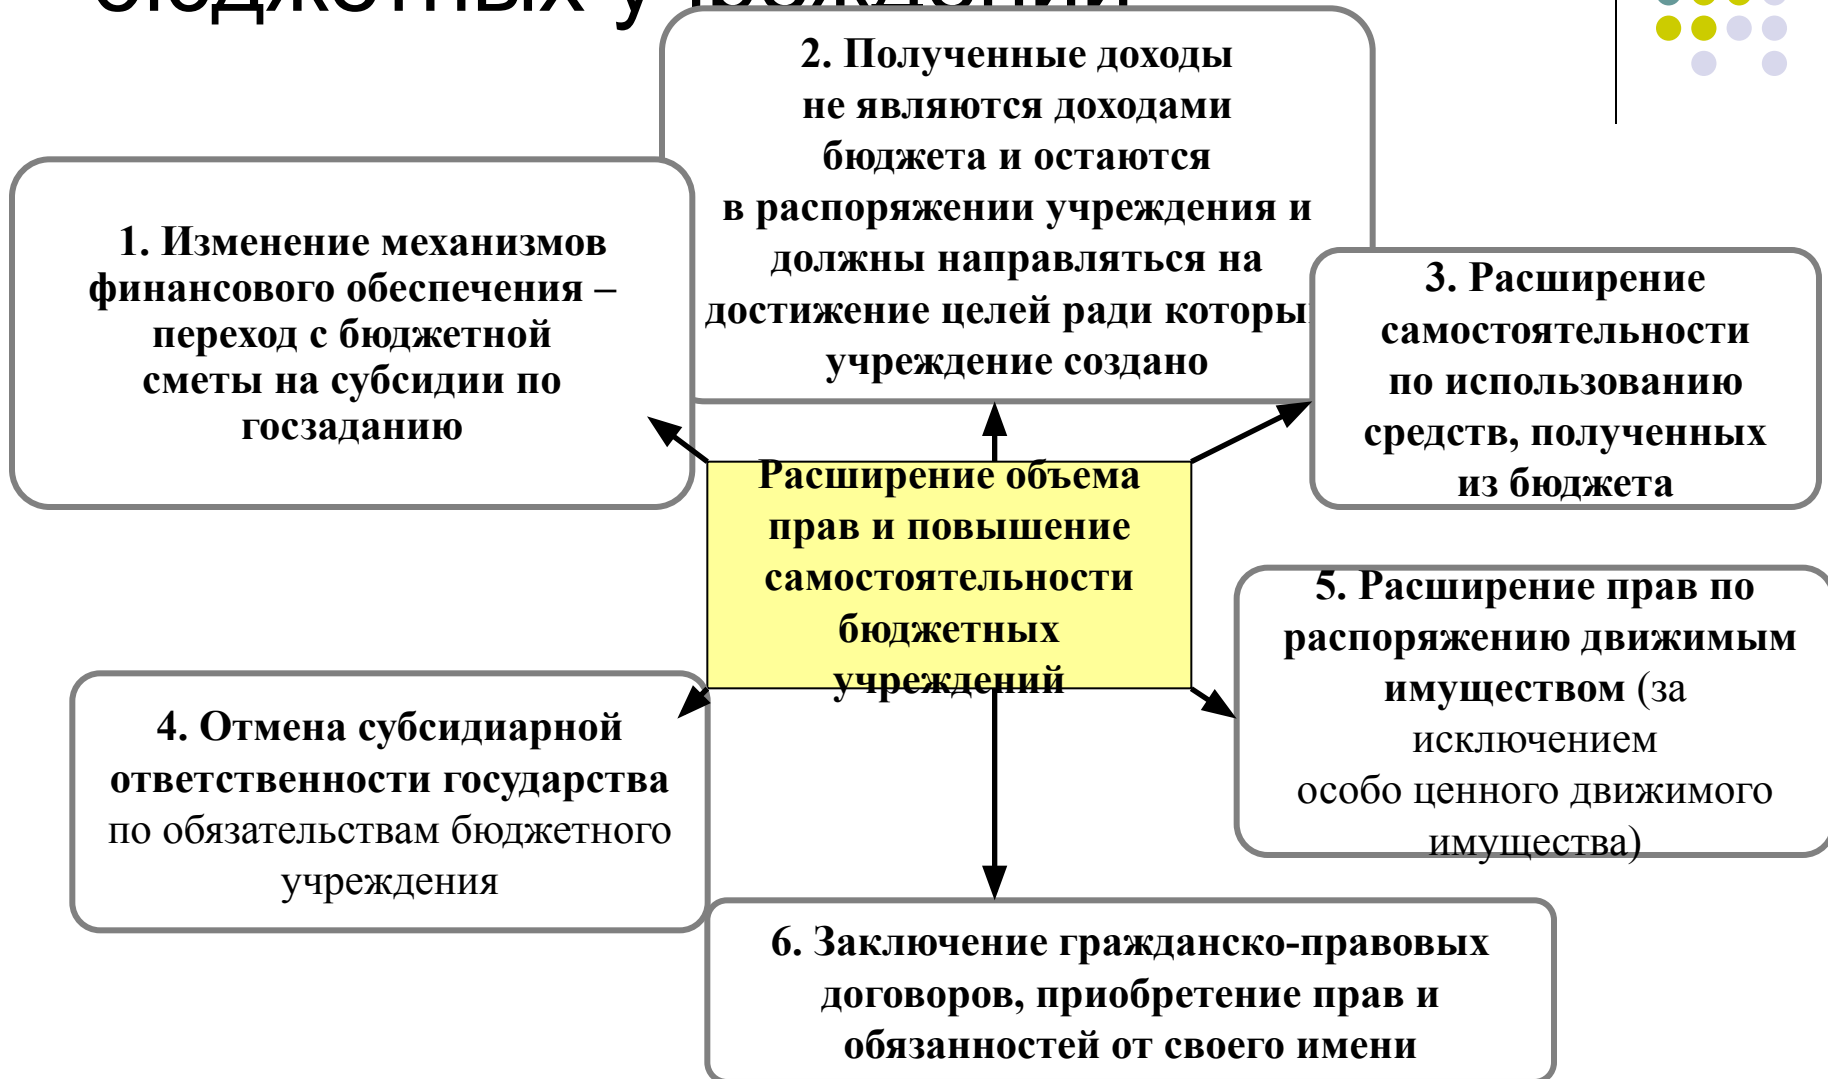 бюджетных учреждений
2. Полученные доходы
не являются доходами
бюджета и остаются
в распоряжении учреждения и
должны направляться на
достижение целей ради
учреждение создано
1. Изменение механизмов
финансового обеспечения –
переход с бюджетной
сметы на субсидии по
госзаданию
3. Расширение
самостоятельности
по использованию
средств, полученных
из бюджета
Расширение объема
прав и повышение
самостоятельности
бюджетных
учреждений
4. Отмена субсидиарной
ответственности государства
по обязательствам бюджетного
учреждения
5. Расширение прав по
распоряжению движимым
имуществом (за
исключением
особо ценного движимого
имущества)
6. Заключение гражданско-правовых
договоров, приобретение прав и
обязанностей от своего имени